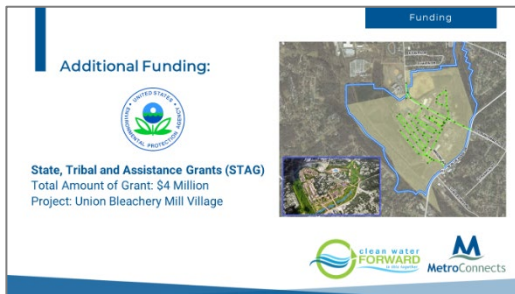 Funding
Additional Funding:
UNITED STATES
ENVIRONMENTAL PROTECTION AGENCY
State, Tribal and Assistance Grants (STAG)
Total Amount of Grant: $4 Million
Project: Union Bleachery Mill Village
clean water
FORWARD
MetroConnects